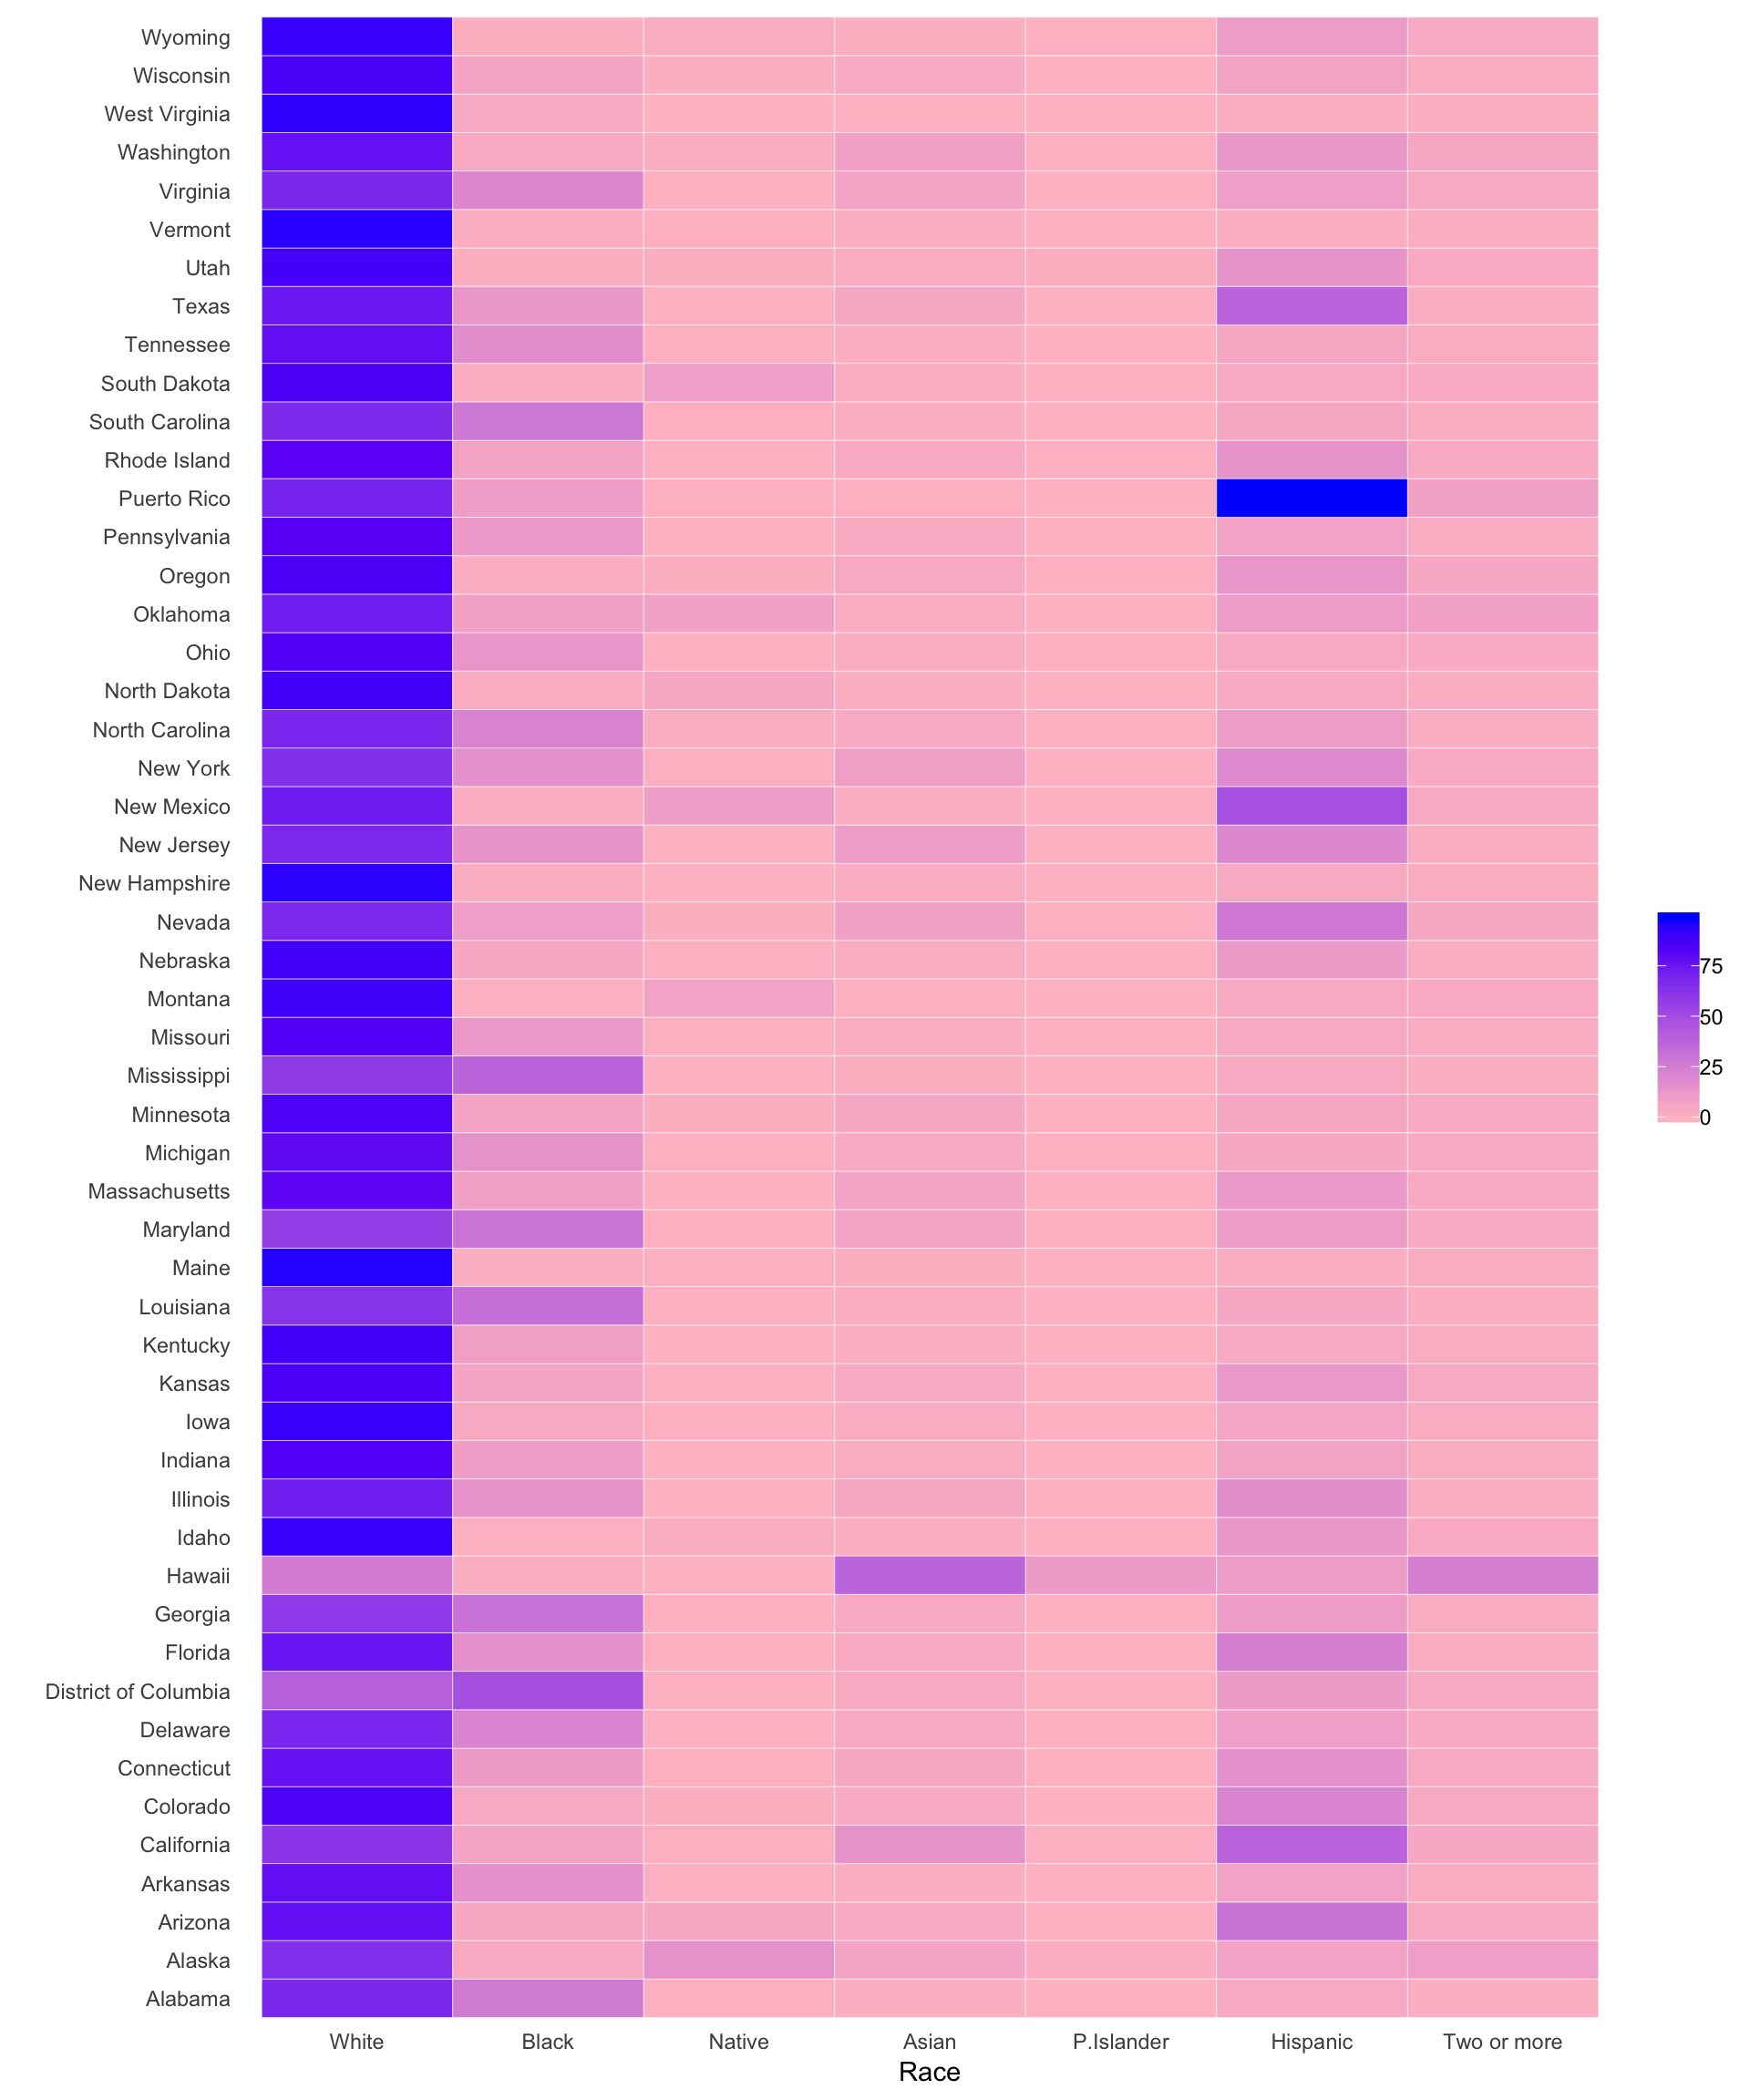 Wyoming
Wisconsin
West Virginia
Washington
Virginia
Vermont
Utah
Texas
Tennessee
South Dakota
South Carolina
Rhode Island
Puerto Rico
Pennsylvania
Oregon
Oklahoma
Ohio
North Dakota
North Carolina
New York
New Mexico
New Jersey
New Hampshire
Nevada
Nebraska
Montana
Missouri
Mississippi
Minnesota
Michigan
Massachusetts
Maryland
Maine
Louisiana
Kentucky
Kansas
Iowa
Indiana
Illinois
Idaho
Hawaii
Georgia
Florida
District of Columbia
Delaware
Connecticut
Colorado
California
Arkansas
Arizona
Alaska
Alabama
White Black Native Asian P.Islander Hispanic Two or more
Race
75
50
25
0